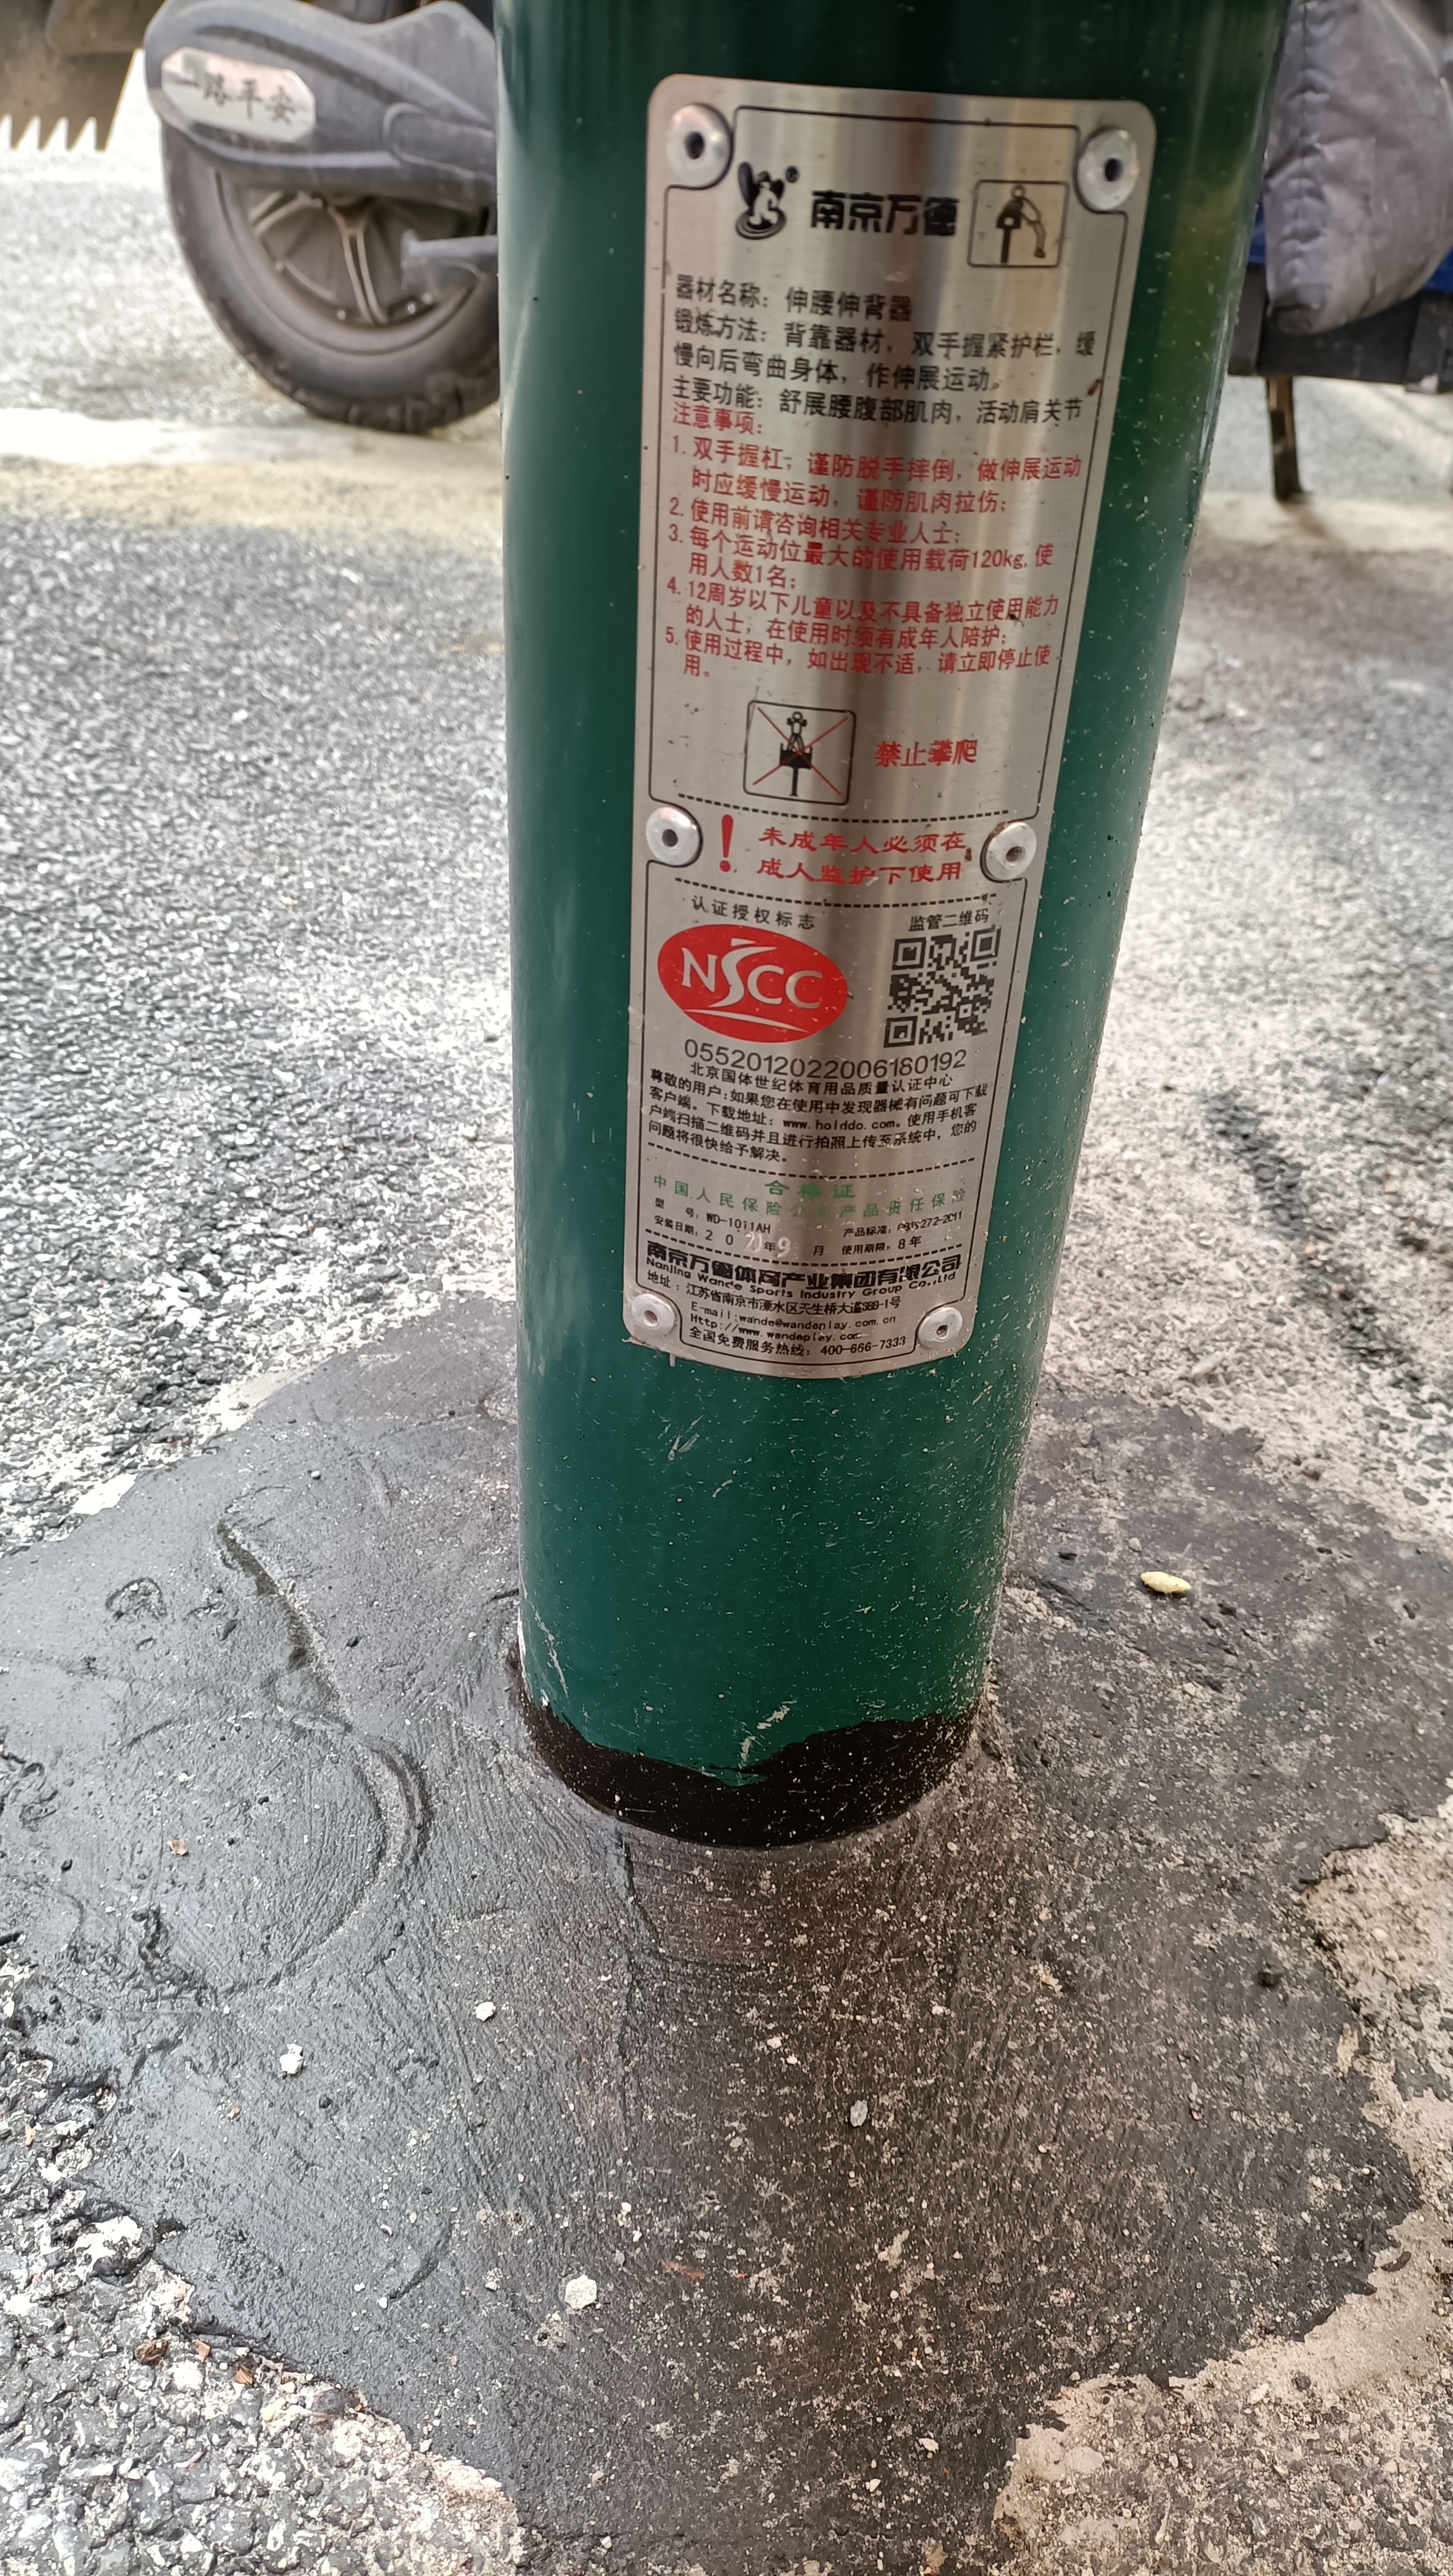 一路平安
南京万德
器材名称：伸腰伸背器
锻炼方法：背靠器材，双手握紧护栏，缓
慢向后弯曲身体，作伸展运动。
主要功能：舒展腰腹部肌肉，活动肩关节
注意事项：
1.双手握杠，谨防脱手摔倒，做伸展运动
时应缓慢运动，谨防肌肉拉伤；
2.使用前请咨询相关专业人士；
3.每个运动位最大的使用载荷120kg，使
用人数1名；
4.12周岁以下儿童以及不具备独立使用能力
的人士，在使用时须有成年人陪护；
5.使用过程中，如出现不适，请立即停止使
用。
禁止攀爬
！未成年人必须在
成人监护下使用
认证授权标志
监管二维码
NSCC
0552012022006180192
北京国体世纪体育用品质量认证中心
尊敬的用户：如果您在使用中发现器械有问题可下载
客户端。下载地址：www.holddo.com。使用手机客
户端扫描二维码并且进行拍照上传至系统中，您的
问题将很快给予解决。
合格证
中国人民保险公司产品责任保险
型 号：WD-1011AH 产品标准：GB19272-2011
安装日期：20 年9月 使用期限：8年
南京万德体育产业集团有限公司
Nanjing Wande Sports Industry Group Co.,Ltd
地址：江苏省南京市溧水区天生桥大道388-1号
E-mail:wande@wandeplay.com.cn
Http://www.wandeplay.com
全国免费服务热线：400-666-7333